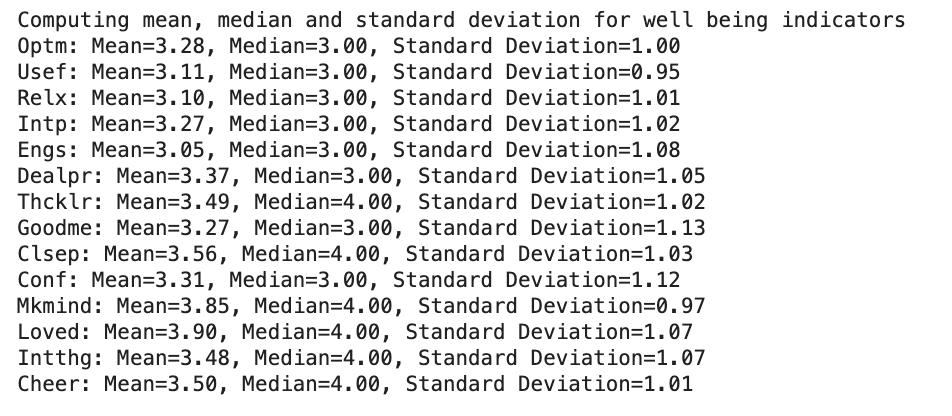 Computing mean, median and standard deviation for well being indicators
Optm: Mean=3.28, Median=3.00, Standard Deviation=1.00
Usef: Mean=3.11, Median=3.00, Standard Deviation=0.95
Relx: Mean=3.10, Median=3.00, Standard Deviation=1.01
Intp: Mean=3.27, Median=3.00, Standard Deviation=1.02
Engs: Mean=3.05, Median=3.00, Standard Deviation=1.08
Dealpr: Mean=3.37, Median=3.00, Standard Deviation=1.05
Thcklr: Mean=3.49, Median=4.00, Standard Deviation=1.02
Goodme: Mean=3.27, Median=3.00, Standard Deviation=1.13
Clsep: Mean=3.56, Median=4.00, Standard Deviation=1.03
Conf: Mean=3.31, Median=3.00, Standard Deviation=1.12
Mkmind: Mean=3.85, Median=4.00, Standard Deviation=0.97
Loved: Mean=3.90, Median=4.00, Standard Deviation=1.07
Intthg: Mean=3.48, Median=4.00, Standard Deviation=1.07
Cheer: Mean=3.50, Median=4.00, Standard Deviation=1.01